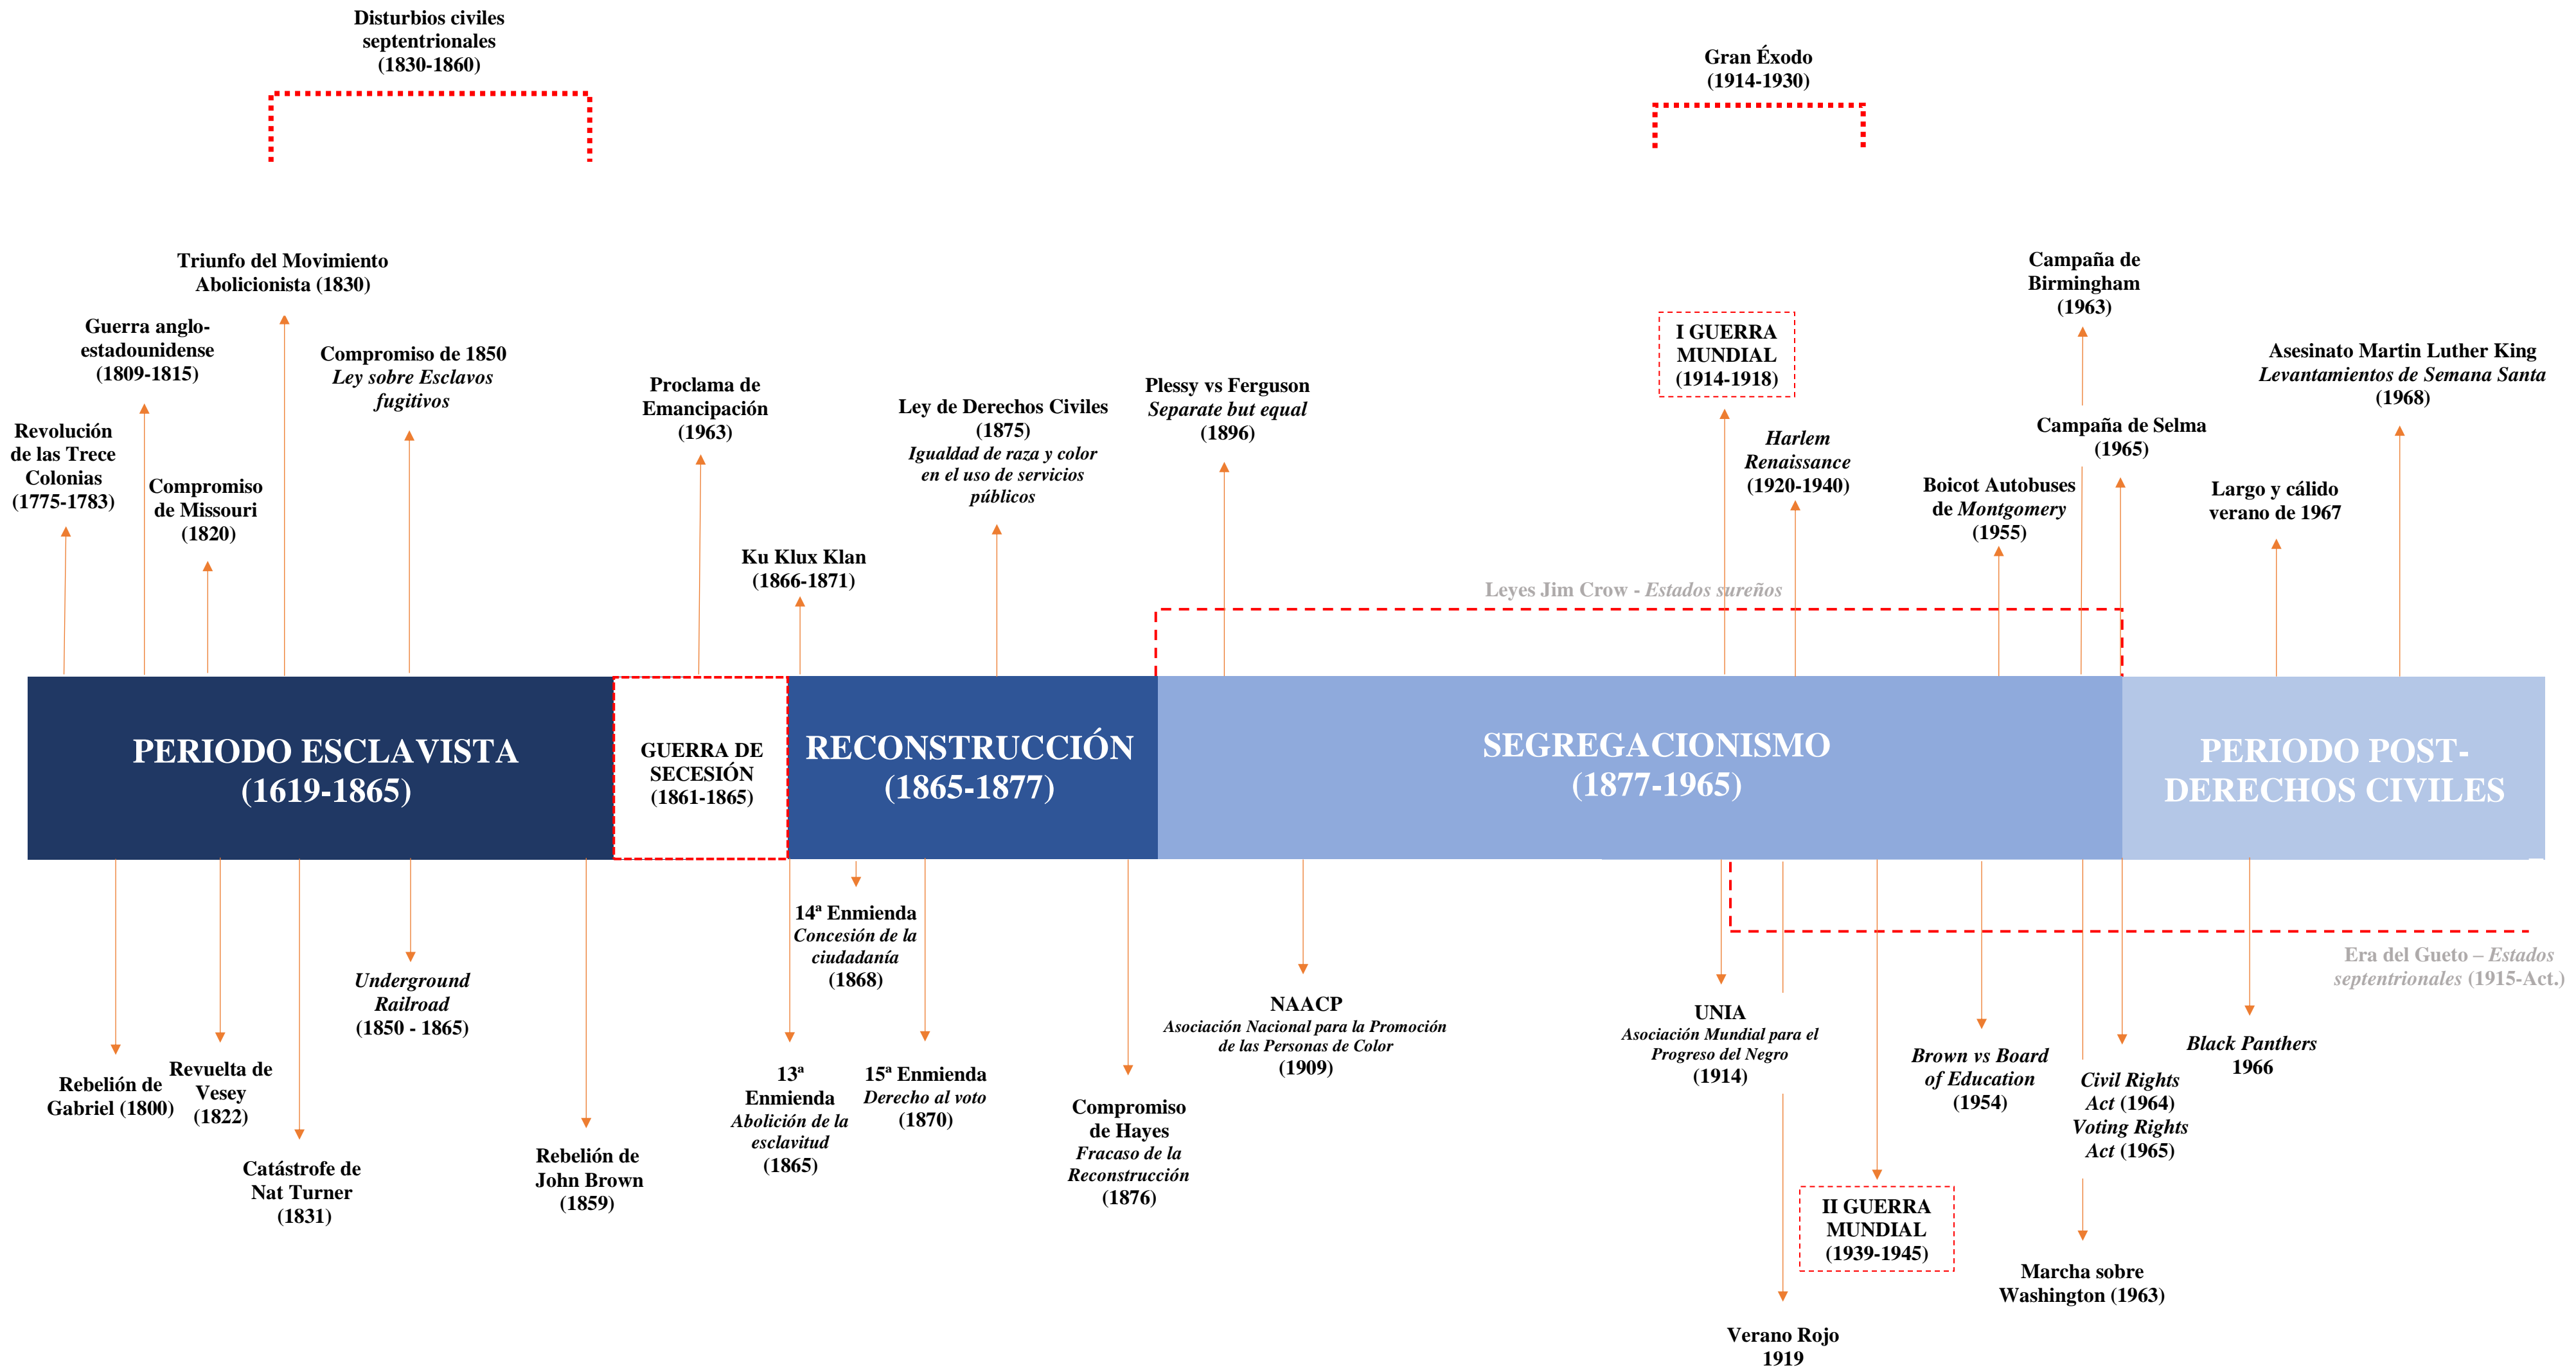 Disturbios civiles
septentrionales
(1830-1860)
Gran Éxodo
(1914-1930)
Triunfo del Movimiento
Abolicionista (1830)
Guerra anglo-
estadounidense
(1809-1815)
Revolución
de las Trece
Colonias
(1775-1783)
Compromiso
de Missouri
(1820)
Compromiso de 1850
Ley sobre Esclavos
fugitivos
Proclama de
Emancipación
(1963)
Ku Klux Klan
(1866-1871)
Ley de Derechos Civiles
(1875)
Igualdad de raza y color
en el uso de servicios
públicos
Plessy vs Ferguson
Separate but equal
(1896)
I GUERRA
MUNDIAL
(1914-1918)
Harlem
Renaissance
(1920-1940)
Boicot Autobuses
de Montgomery
(1955)
Campaña de
Birmingham
(1963)
Campaña de Selma
(1965)
Largo y cálido
verano de 1967
Asesinato Martin Luther King
Levantamientos de Semana Santa
(1968)
Leyes Jim Crow - Estados sureños
PERIODO ESCLAVISTA
(1619-1865)
GUERRA DE
SECESIÓN
(1861-1865)
RECONSTRUCCIÓN
(1865-1877)
SEGREGACIONISMO
(1877-1965)
PERIODO POST-
DERECHOS CIVILES
Rebelión de
Gabriel (1800)
Revuelta de
Vesey
(1822)
Catástrofe de
Nat Turner
(1831)
Underground
Railroad
(1850 - 1865)
Rebelión de
John Brown
(1859)
13ª
Enmienda
Abolición de la
esclavitud
(1865)
14ª Enmienda
Concesión de la
ciudadanía
(1868)
15ª Enmienda
Derecho al voto
(1870)
Compromiso
de Hayes
Fracaso de la
Reconstrucción
(1876)
NAACP
Asociación Nacional para la Promoción
de las Personas de Color
(1909)
UNIA
Asociación Mundial para el
Progreso del Negro
(1914)
Verano Rojo
1919
II GUERRA
MUNDIAL
(1939-1945)
Brown vs Board
of Education
(1954)
Civil Rights
Act (1964)
Voting Rights
Act (1965)
Marcha sobre
Washington (1963)
Black Panthers
1966
Era del Gueto – Estados
septentrionales (1915-Act.)